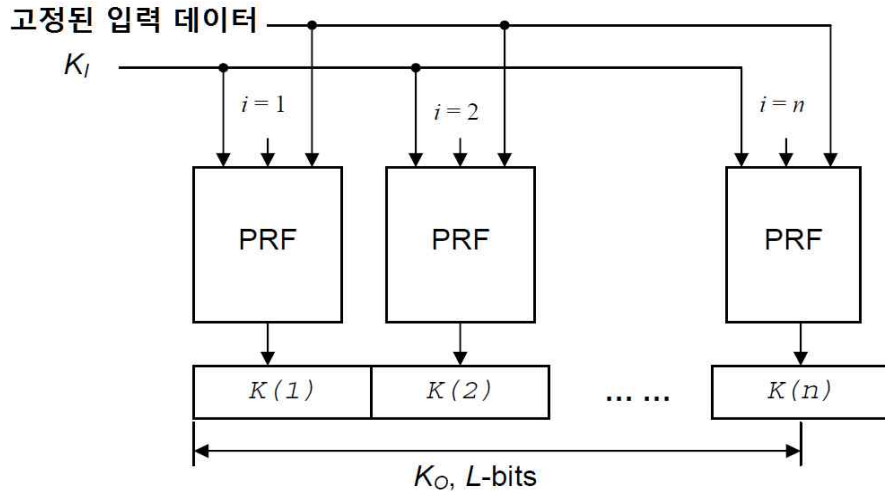 고정된 입력 데이터
K_I
i = 1
i = 2
i = n
PRF
PRF
PRF
K(1)
K(2)
... ...
K(n)
K_O, L-bits